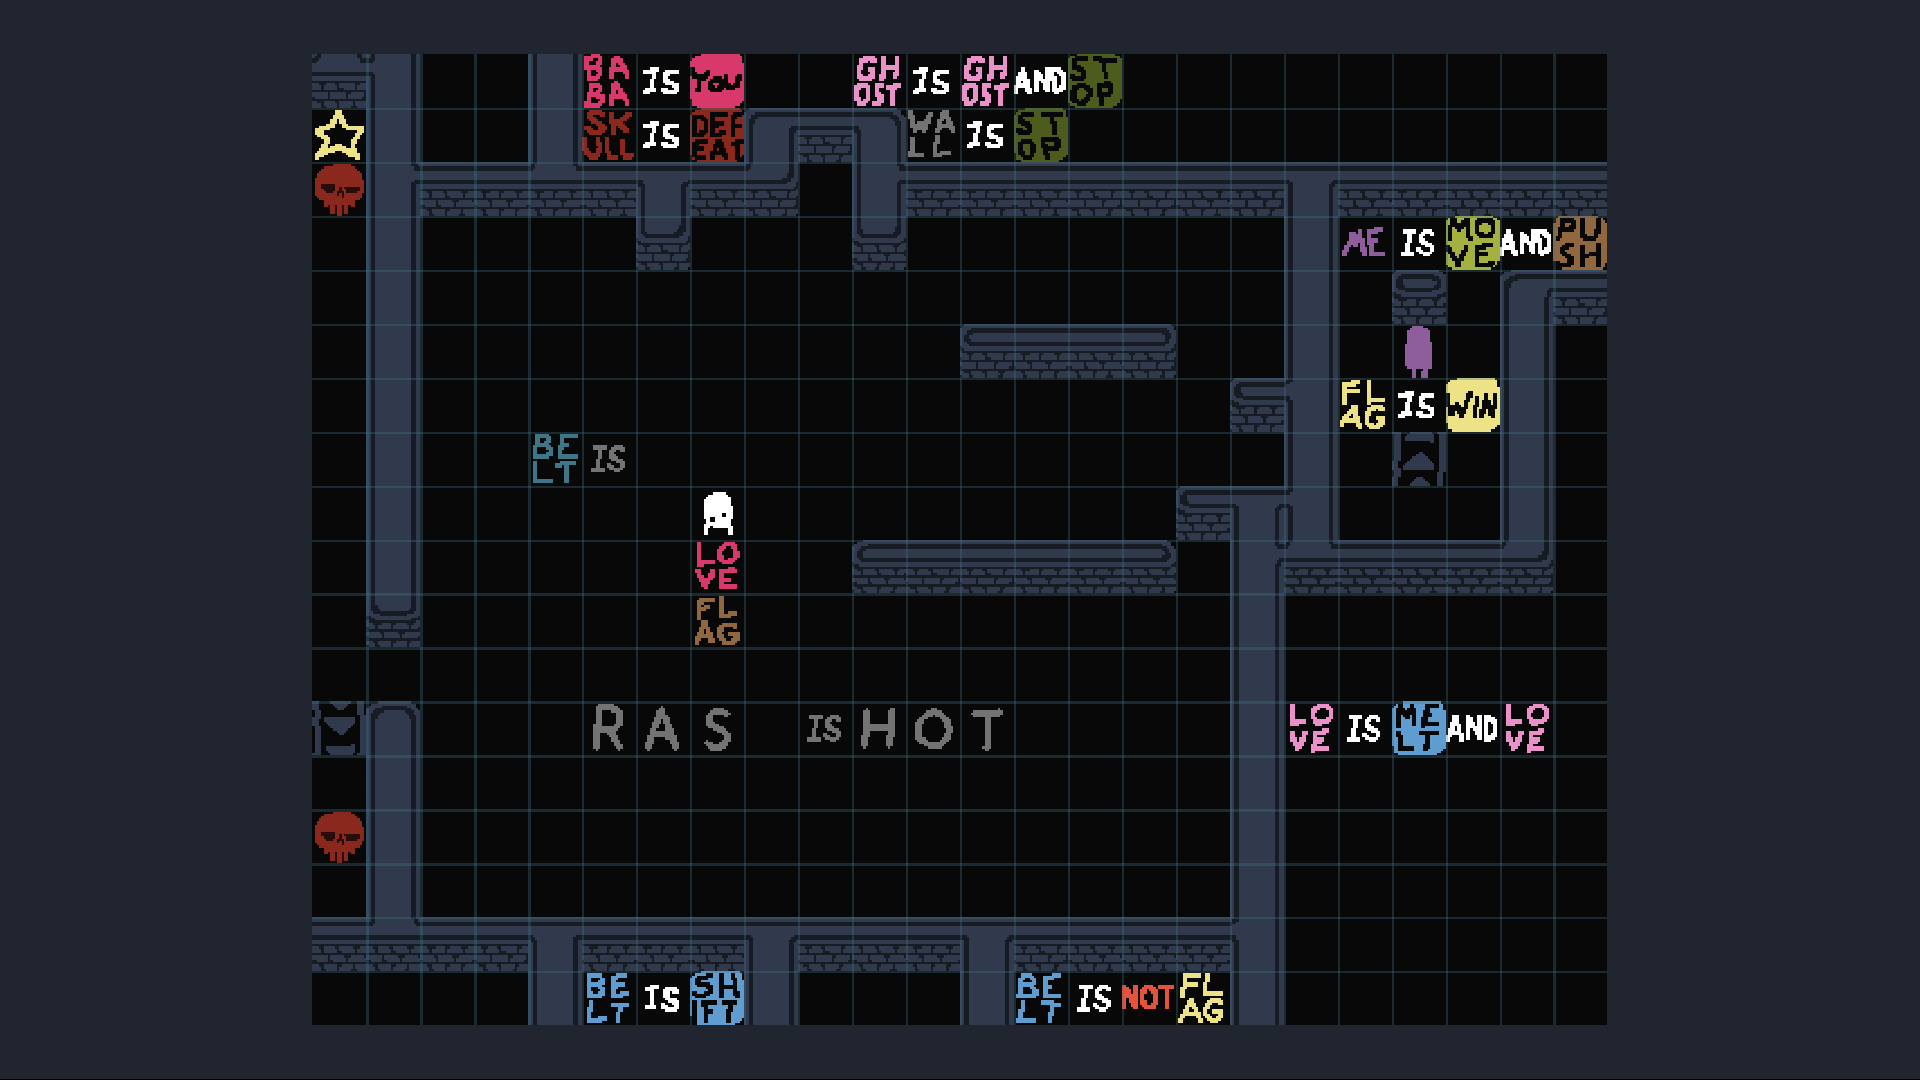 BABA IS YOU GHOST IS GHOST AND STOP
SKULL IS DEFEAT WALL IS STOP
ME IS MOVE AND PUSH
FLAG IS WIN
BELT IS
LOVE
FLAG
RAS IS HOT
LOVE IS MELT AND LOVE
BELT IS SHIFT BELT IS NOT FLAG